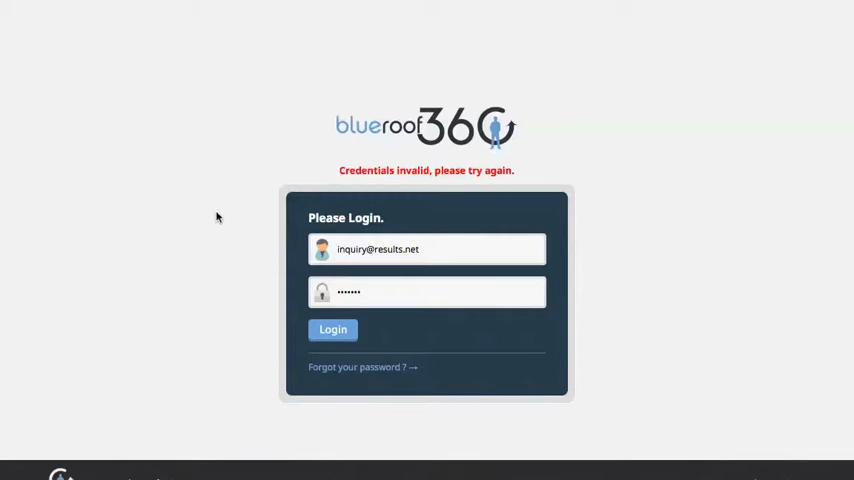 blueroof360
Credentials invalid, please try again.
Please Login.
inquiry@results.net
•••••••
Login
Forgot your password ? →